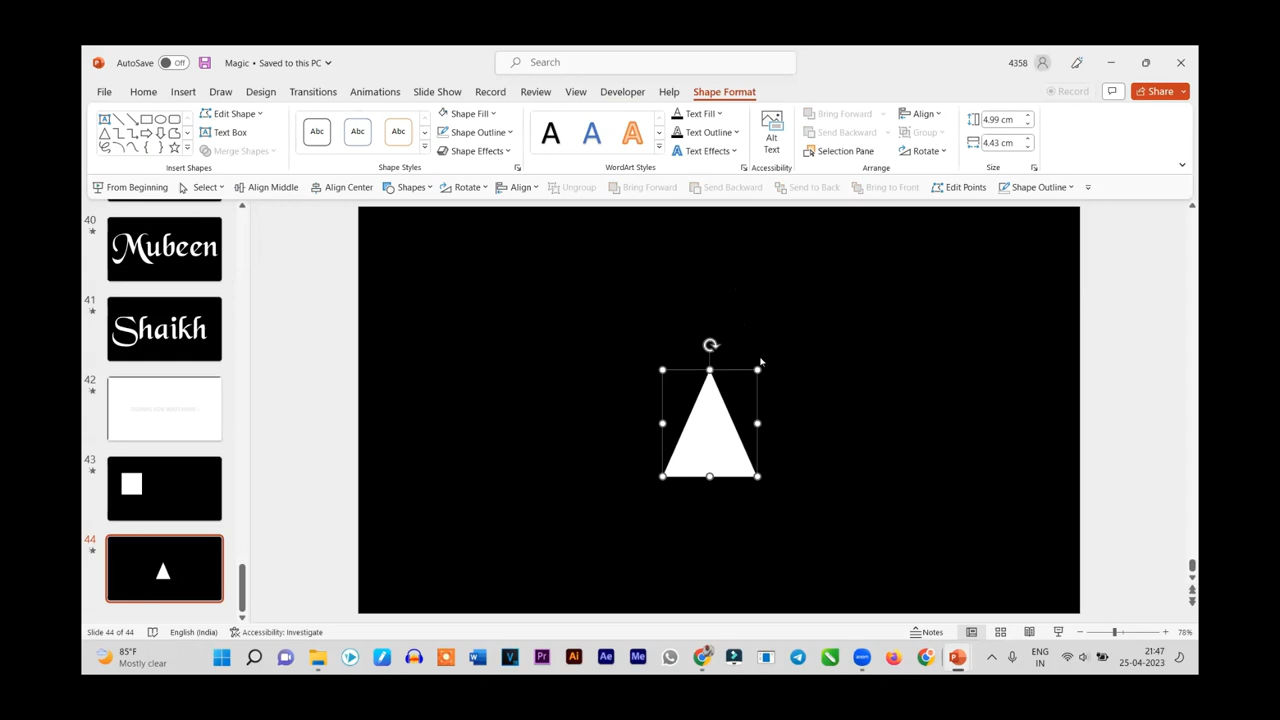 AutoSave Off Magic • Saved to this PC Search 4358
File Home Insert Draw Design Transitions Animations Slide Show Record Review View Developer Help Shape Format Record Share
Edit Shape Shape Fill Text Fill Bring Forward Align 4.99 cm
Text Box Abc Abc Abc Shape Outline A A A Text Outline Alt Text Send Backward Group
Merge Shapes Shape Effects Text Effects Selection Pane Rotate 4.43 cm
Insert Shapes Shape Styles WordArt Styles Accessibility Arrange Size
From Beginning Select Align Middle Align Center Shapes Rotate Align Ungroup Bring Forward Send Backward Send to Back Bring to Front Edit Points Shape Outline
40
Mubeen
41
Shaikh
42
43
44
Slide 44 of 44 English (India) Accessibility: Investigate Notes 78%
85°F
Mostly clear
W V Pr Ai Ae Me zoom
ENG
IN
21:47
25-04-2023